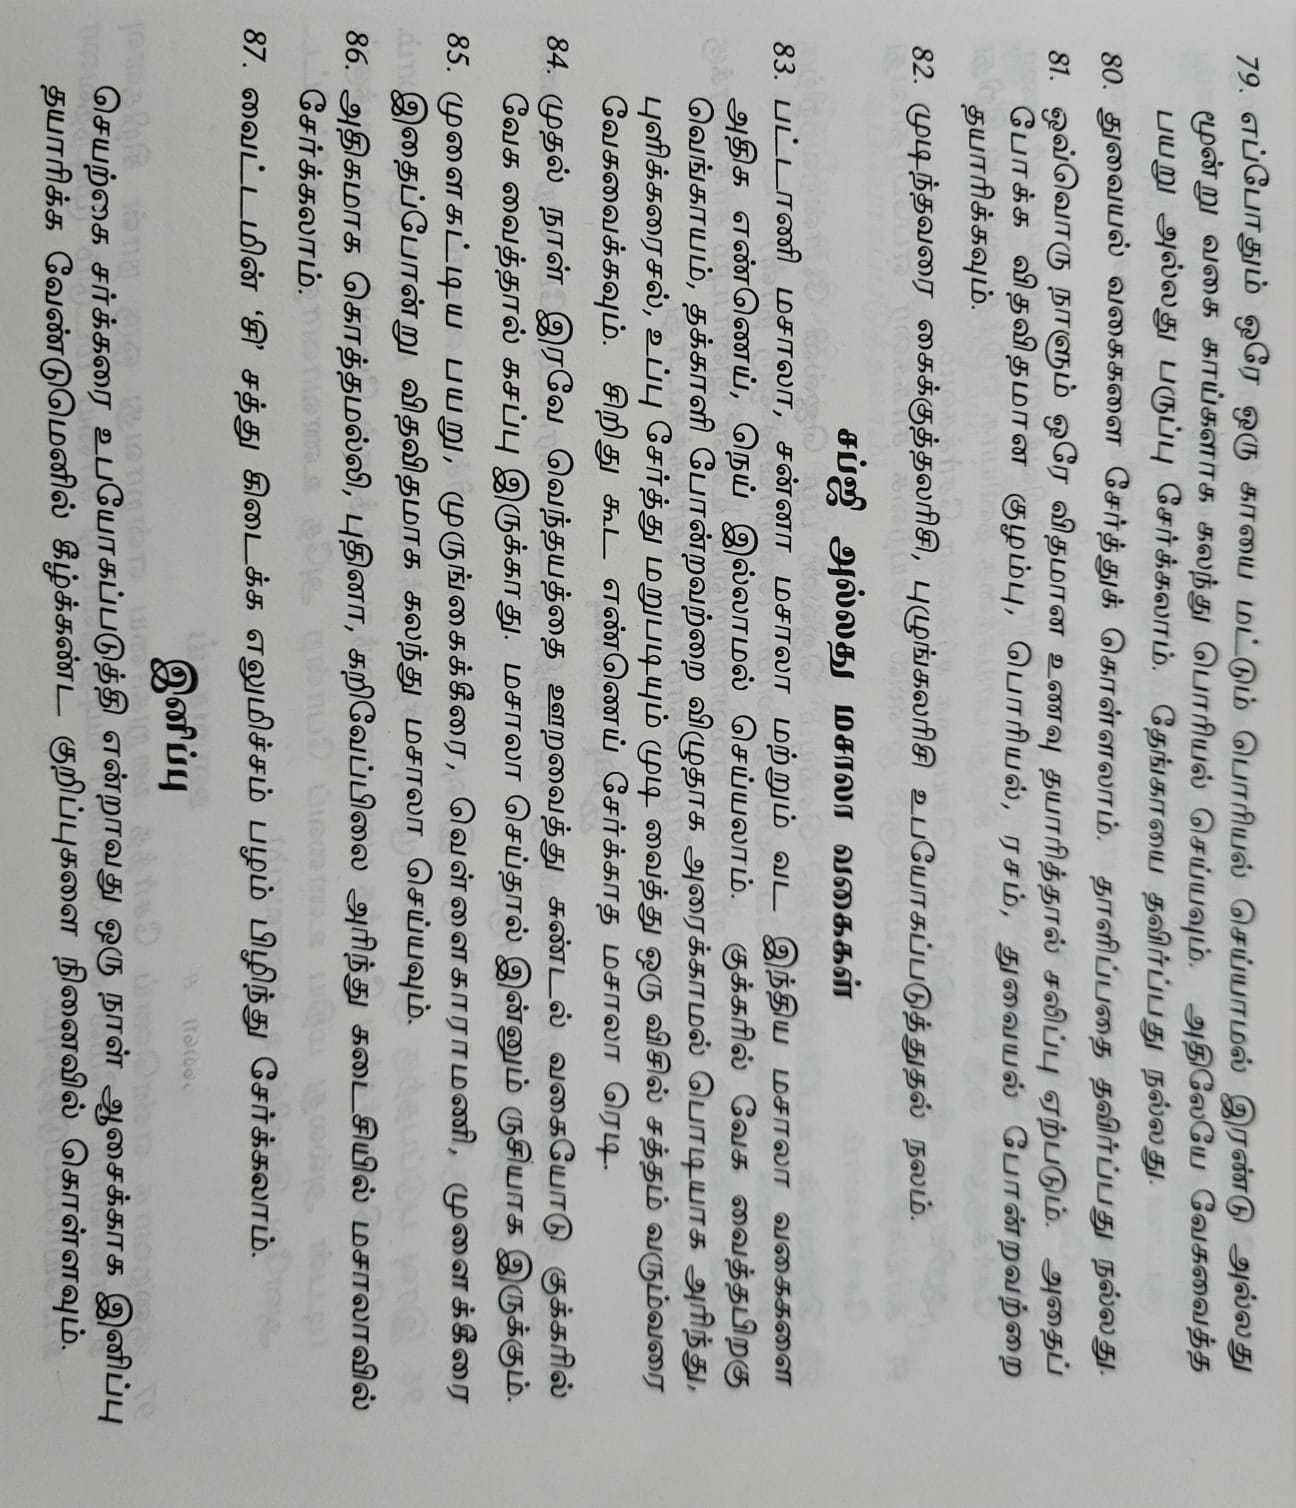 79. எப்போதும் ஒரே ஒரு காயை மட்டும் பொரியல் செய்யாமல் இரண்டு அல்லது
மூன்று வகை காய்களாக கலந்து பொரியல் செய்யவும். அதிலேயே வேகவைத்த
பயறு அல்லது பருப்பு சேர்க்கலாம். தேங்காயை தவிர்ப்பது நல்லது.
80. துவையல் வகைகளை சேர்த்துக் கொள்ளலாம். தாளிப்பதை தவிர்ப்பது நல்லது.
81. ஒவ்வொரு நாளும் ஒரே விதமான உணவு தயாரித்தால் சலிப்பு ஏற்படும். அதைப்
போக்க விதவிதமான குழம்பு, பொரியல், ரசம், துவையல் போன்றவற்றை
தயாரிக்கவும்.
82. முடிந்தவரை கைக்குத்தலரிசி, புழுங்கலரிசி உபயோகப்படுத்துதல் நலம்.
சப்ஜி அல்லது மசாலா வகைகள்
83. பட்டாணி மசாலா, சன்னா மசாலா மற்றும் வட இந்திய மசாலா வகைகளை
அதிக எண்ணெய், நெய் இல்லாமல் செய்யலாம். குக்கரில் வேக வைத்தபிறகு
வெங்காயம், தக்காளி போன்றவற்றை விழுதாக அரைக்காமல் பொடியாக அரிந்து,
புளிக்கரைசல், உப்பு சேர்த்து மறுபடியும் முடி வைத்து ஒரு விசில் சத்தம் வரும்வரை
வேகவைக்கவும். சிறிது கூட எண்ணெய் சேர்க்காத மசாலா ரெடி.
84. முதல் நாள் இரவே வெந்தயத்தை ஊறவைத்து சுண்டல் வகையோடு குக்கரில்
வேக வைத்தால் கசப்பு இருக்காது. மசாலா செய்தால் இன்னும் ருசியாக இருக்கும்.
85. முளைகட்டிய பயறு, முருங்கைக்கீரை, வெள்ளைகாராமணி, முளைக்கீரை
இதைப்போன்று விதவிதமாக கலந்து மசாலா செய்யவும்.
86. அதிகமாக கொத்தமல்லி, புதினா, கறிவேப்பிலை அரிந்து கடைசியில் மசாலாவில்
சேர்க்கலாம்.
87. வைட்டமின் ‘சி’ சத்து கிடைக்க எலுமிச்சம் பழம் பிழிந்து சேர்க்கலாம்.
இனிப்பு
செயற்கை சர்க்கரை உபயோகப்படுத்தி என்றாவது ஒரு நாள் ஆசைக்காக இனிப்பு
தயாரிக்க வேண்டுமெனில் கீழ்க்கண்ட குறிப்புகளை நினைவில் கொள்ளவும்.